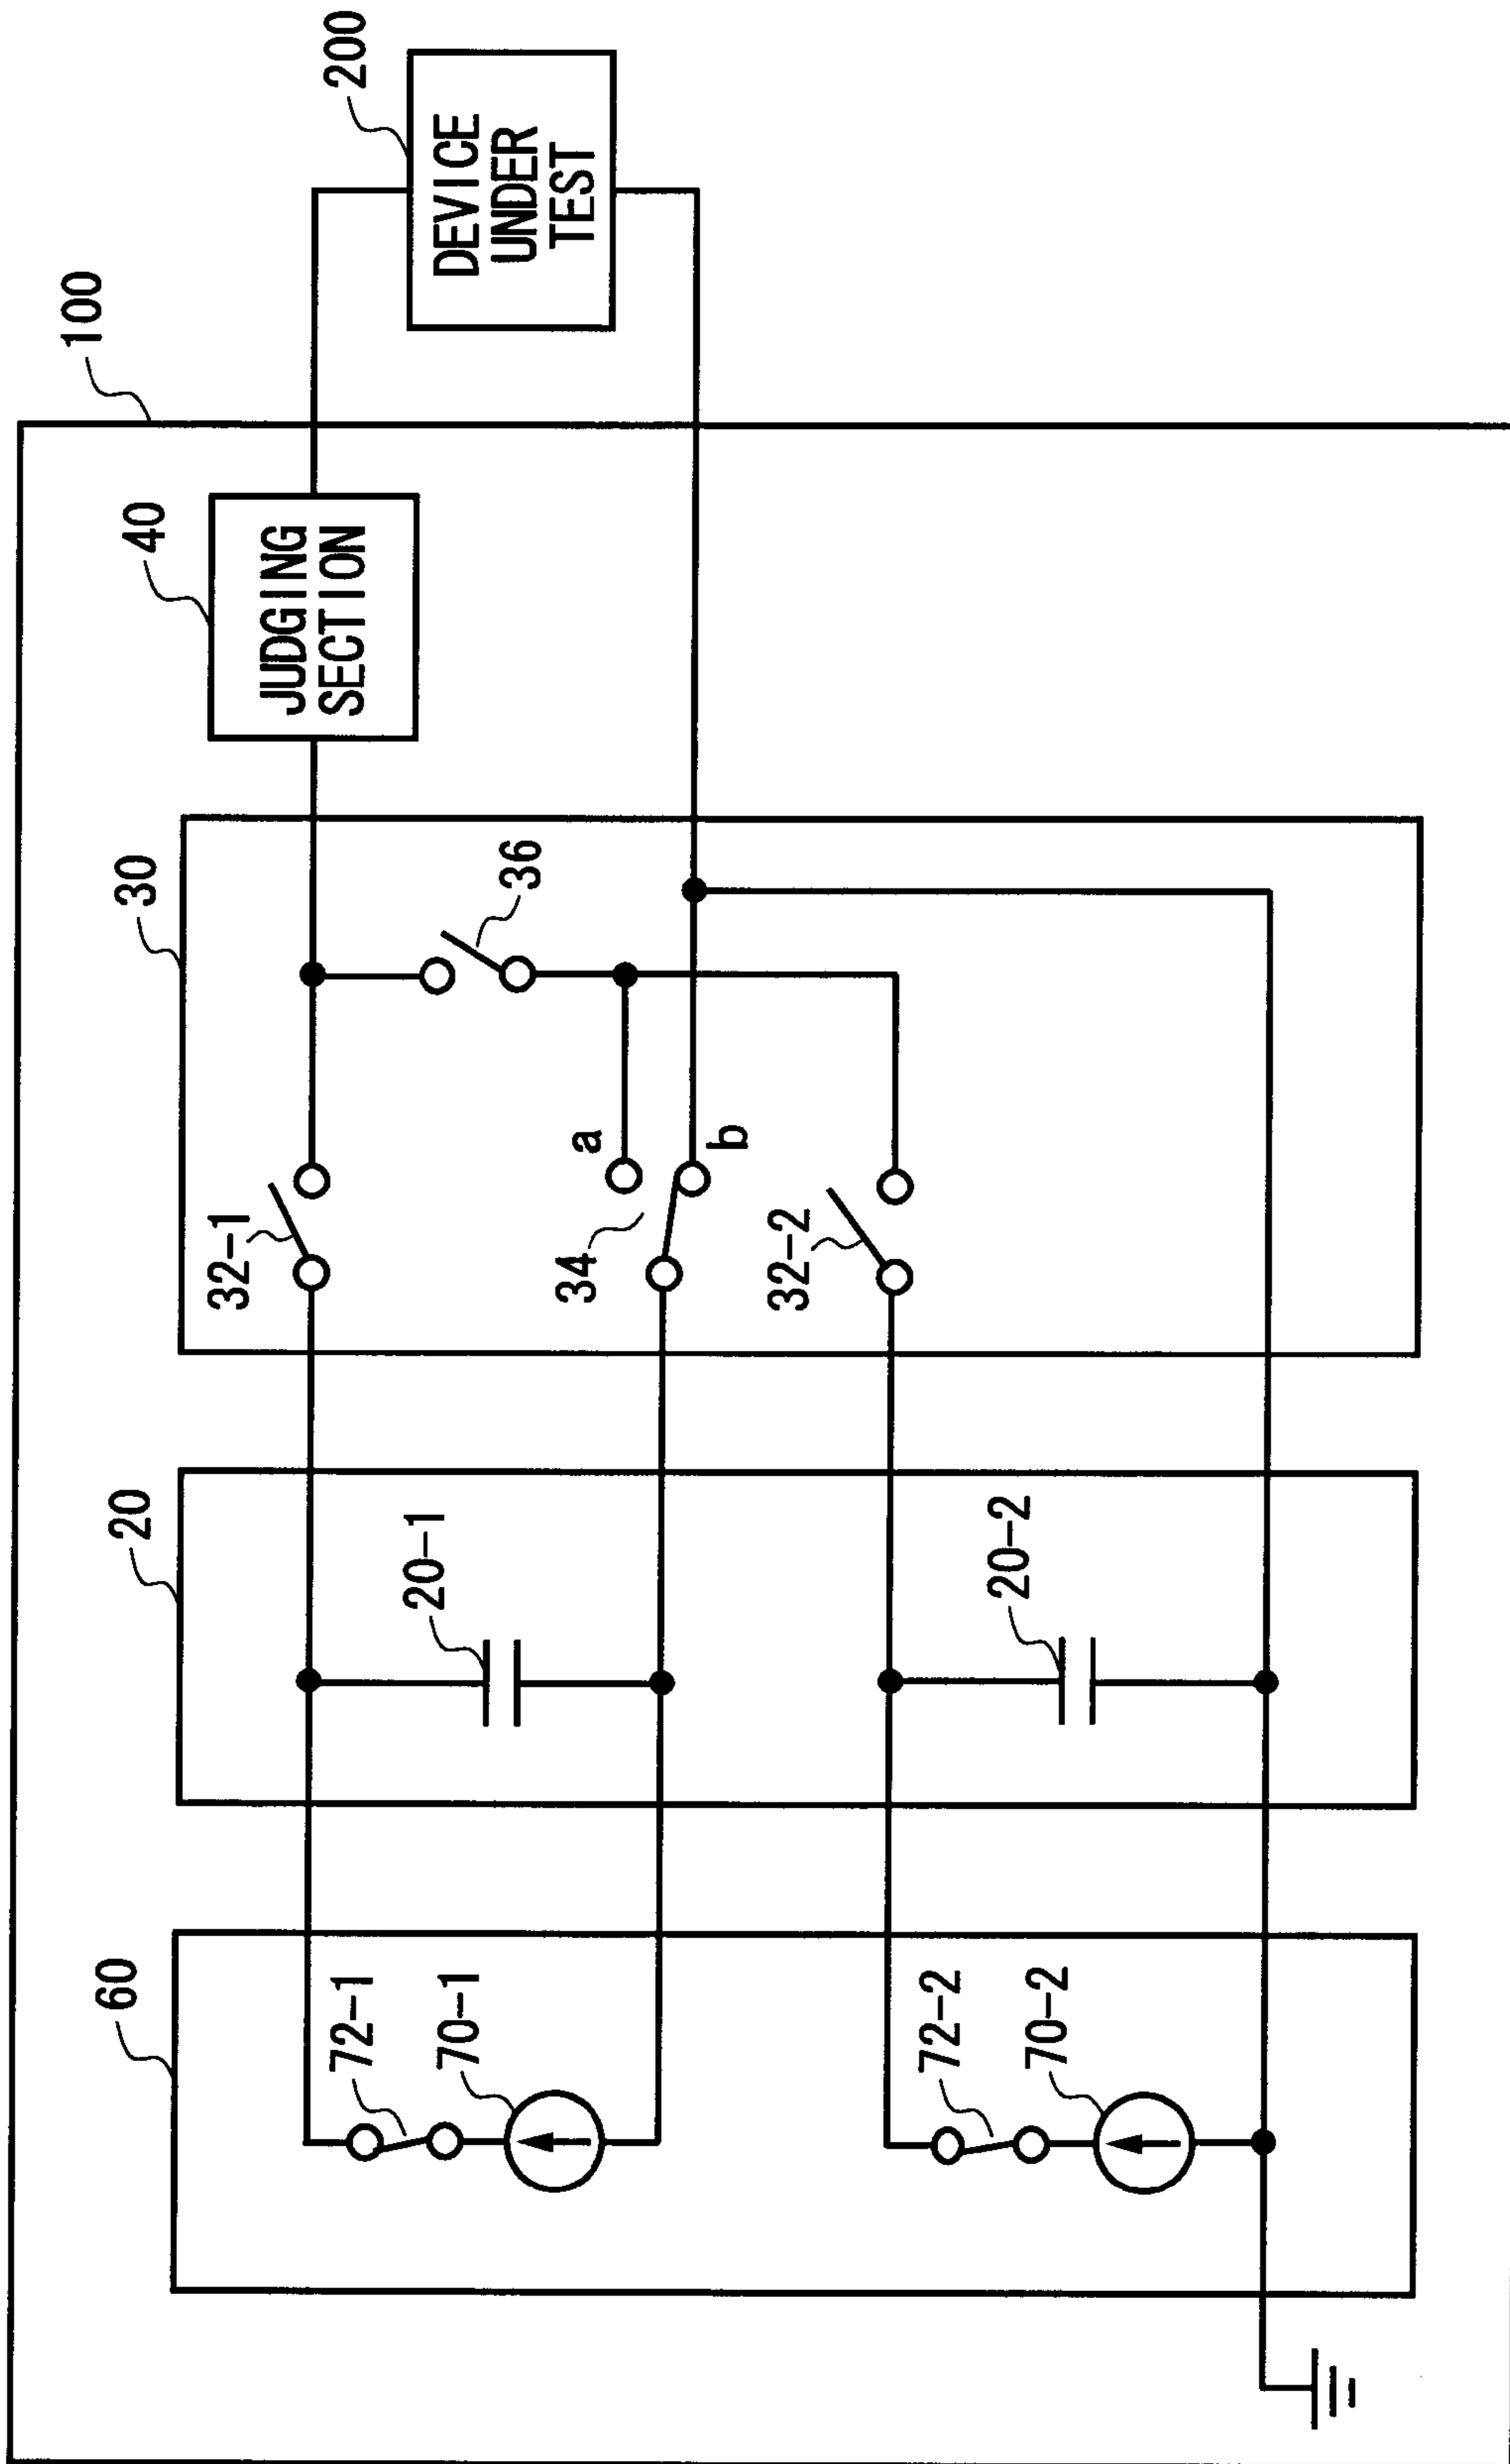 100
200
DEVICE
UNDER
TEST
40
JUDGING
SECTION
30
36
32-1
a
b
34
32-2
20
20-1
20-2
60
72-1
70-1
72-2
70-2